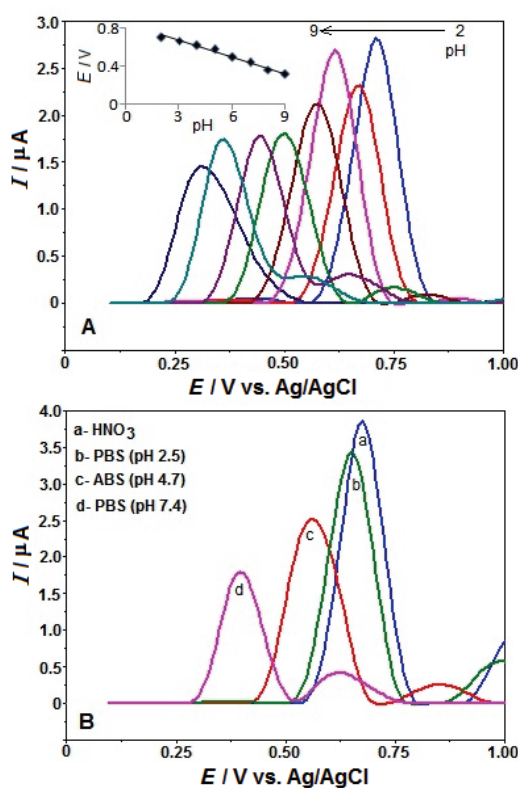 3.0
2.5
2.0
1.5
1.0
0.5
0
I / µA
0.8
0.4
0
E / V
0 3 6 9
pH
9 2
pH
A
0 0.25 0.50 0.75 1.00
E / V vs. Ag/AgCl
4.0
3.5
3.0
2.5
2.0
1.5
1.0
0.5
0
I / µA
a- HNO3
b- PBS (pH 2.5)
c- ABS (pH 4.7)
d- PBS (pH 7.4)
a
b
c
d
B
0 0.25 0.50 0.75 1.00
E / V vs. Ag/AgCl